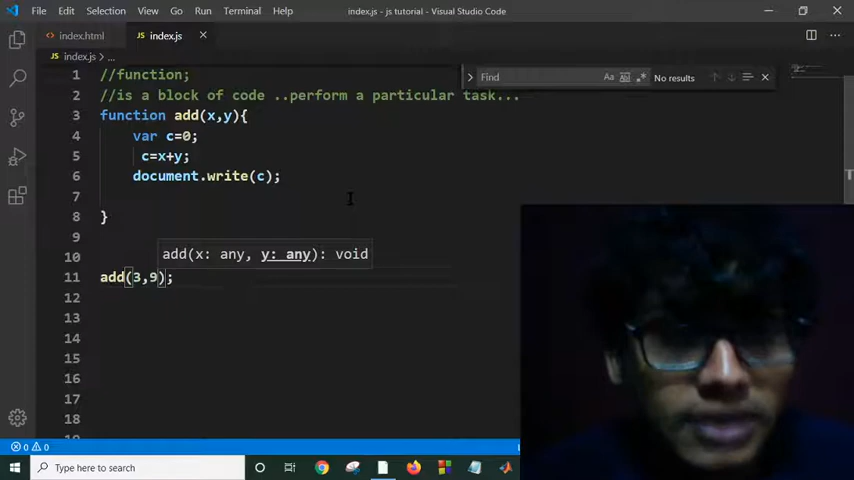 File Edit Selection View Go Run Terminal Help index.js - js tutorial - Visual Studio Code
index.html JS index.js
JS index.js > ...
Find Aa ab No results
1 //function;
2 //is a block of code ..perform a particular task...
3 function add(x,y){
4 var c=0;
5 c=x+y;
6 document.write(c);
7
8 }
9
add(x: any, y: any): void
10
11 add(3,9);
12
13
14
15
16
17
18
0 0
Type here to search